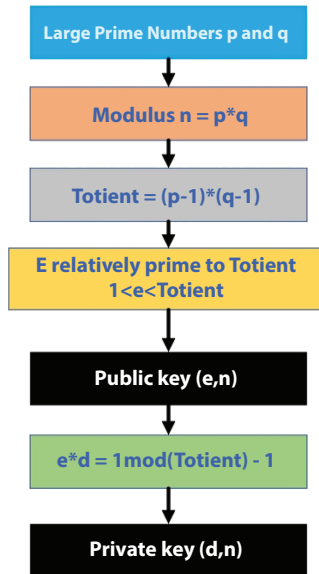 Large Prime Numbers p and q
Modulus n = p*q
Totient = (p-1)*(q-1)
E relatively prime to Totient
1<e<Totient
Public key (e,n)
e*d = 1mod(Totient) - 1
Private key (d,n)